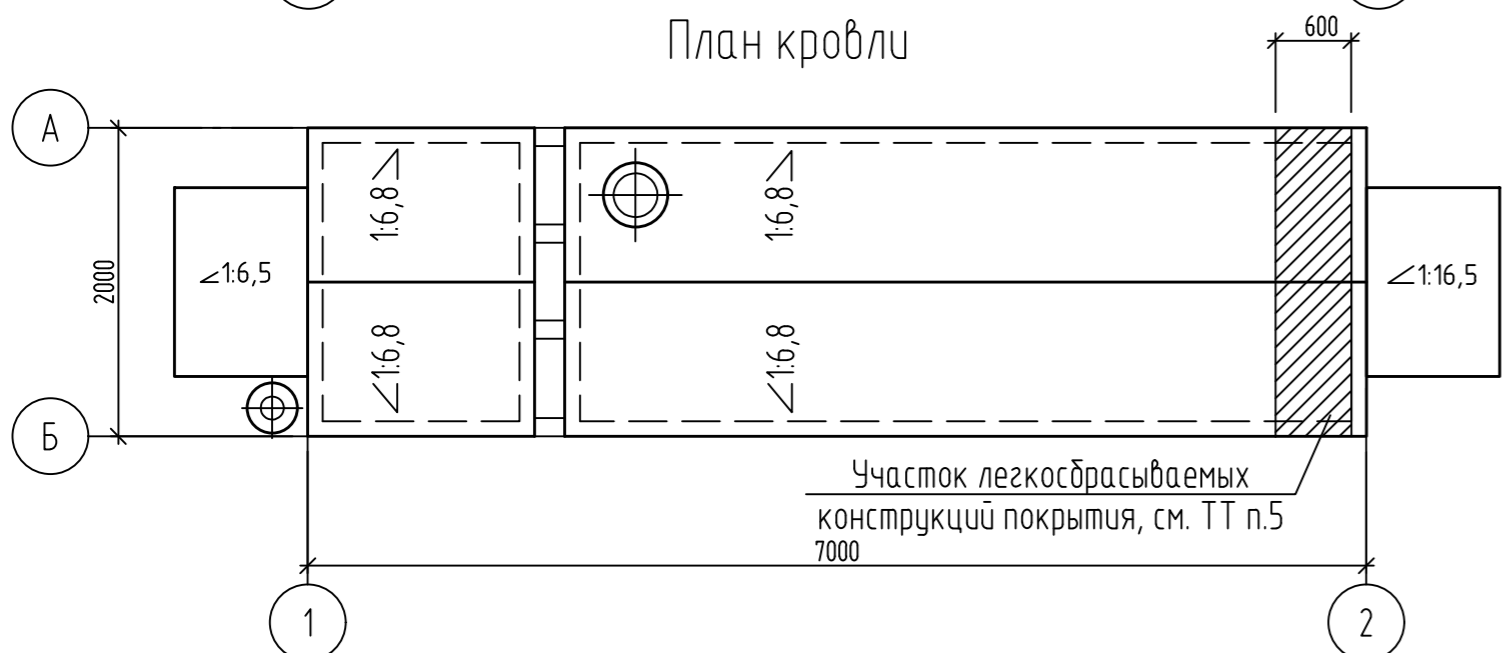 План кровли
600
А
1:6,8
1:6,8
∠1:6,5
2000
∠1:16,5
∠1:6,8
∠1:6,8
Б
Участок легкосбрасываемых
конструкций покрытия, см. ТТ п.5
7000
1
2